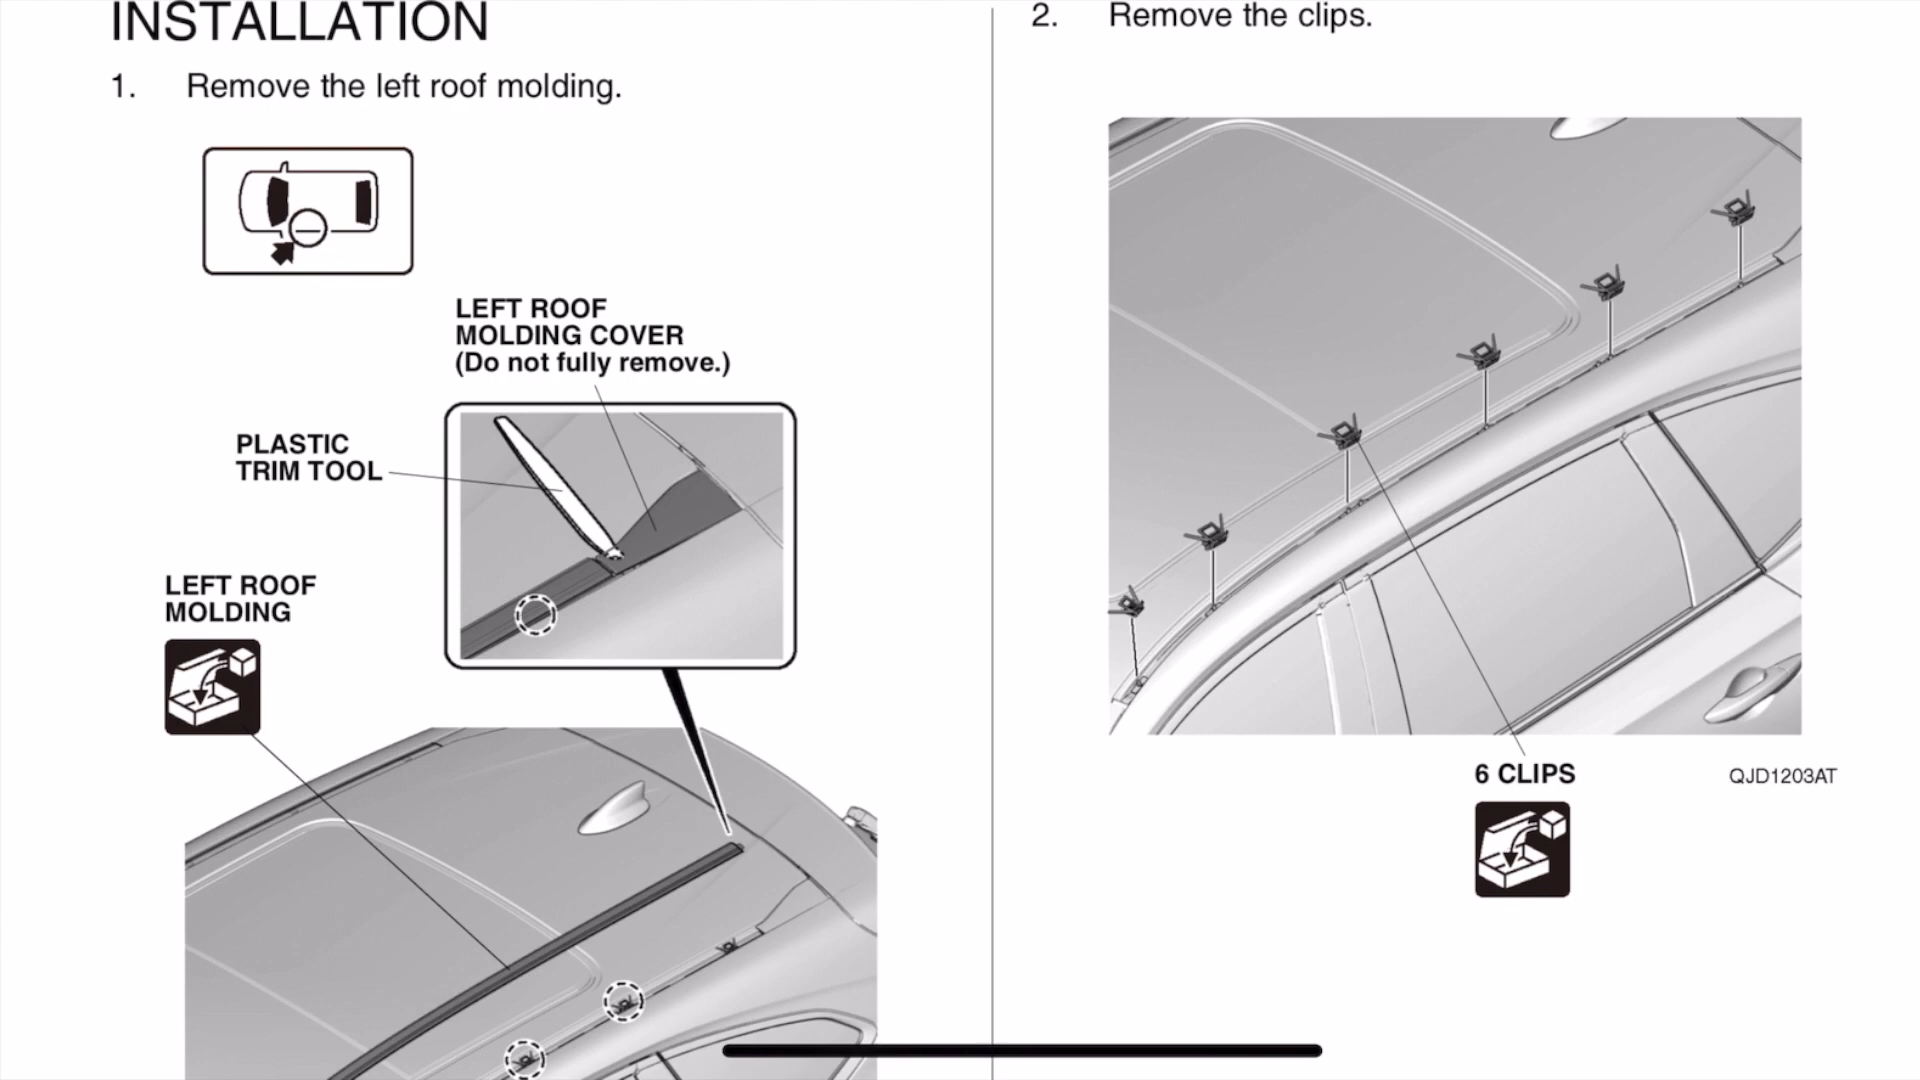 INSTALLATION
1. Remove the left roof molding.
LEFT ROOF
MOLDING COVER
(Do not fully remove.)
PLASTIC
TRIM TOOL
LEFT ROOF
MOLDING
2. Remove the clips.
6 CLIPS
QJD1203AT